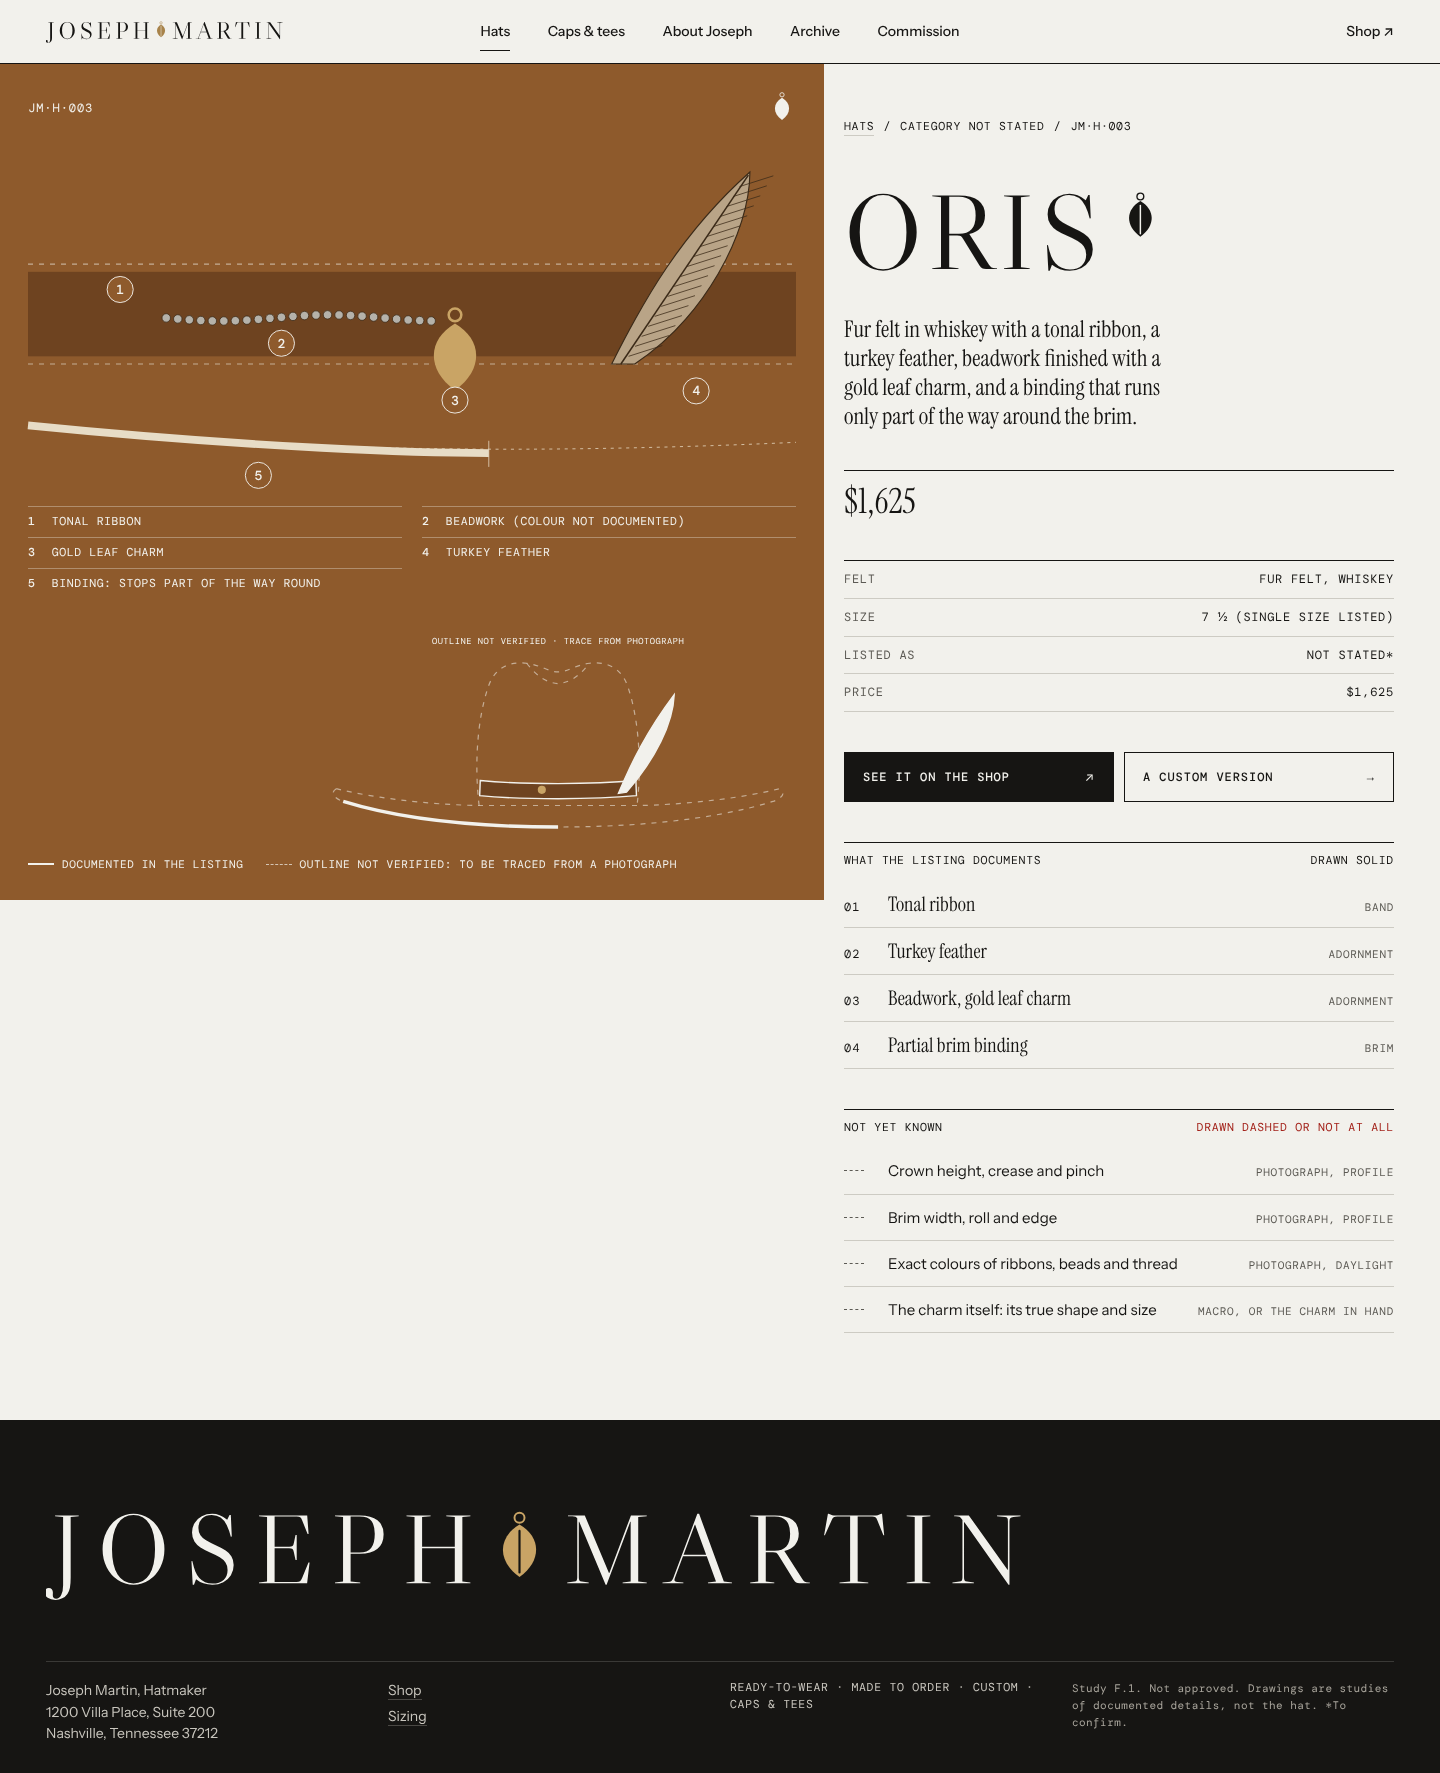 JOSEPH MARTIN
Hats
Caps & tees
About Joseph
Archive
Commission
Shop ↗
JM·H·003
1
2
3
4
5
1 TONAL RIBBON
2 BEADWORK (COLOUR NOT DOCUMENTED)
3 GOLD LEAF CHARM
4 TURKEY FEATHER
5 BINDING: STOPS PART OF THE WAY ROUND
OUTLINE NOT VERIFIED · TRACE FROM PHOTOGRAPH
DOCUMENTED IN THE LISTING
OUTLINE NOT VERIFIED: TO BE TRACED FROM A PHOTOGRAPH
HATS / CATEGORY NOT STATED / JM·H·003
ORIS
Fur felt in whiskey with a tonal ribbon, a
turkey feather, beadwork finished with a
gold leaf charm, and a binding that runs
only part of the way around the brim.
$1,625
FELT FUR FELT, WHISKEY
SIZE 7 ½ (SINGLE SIZE LISTED)
LISTED AS NOT STATED*
PRICE $1,625
SEE IT ON THE SHOP ↗
A CUSTOM VERSION →
WHAT THE LISTING DOCUMENTS DRAWN SOLID
01 Tonal ribbon BAND
02 Turkey feather ADORNMENT
03 Beadwork, gold leaf charm ADORNMENT
04 Partial brim binding BRIM
NOT YET KNOWN DRAWN DASHED OR NOT AT ALL
Crown height, crease and pinch PHOTOGRAPH, PROFILE
Brim width, roll and edge PHOTOGRAPH, PROFILE
Exact colours of ribbons, beads and thread PHOTOGRAPH, DAYLIGHT
The charm itself: its true shape and size MACRO, OR THE CHARM IN HAND
JOSEPH MARTIN
Joseph Martin, Hatmaker
1200 Villa Place, Suite 200
Nashville, Tennessee 37212
Shop
Sizing
READY-TO-WEAR · MADE TO ORDER · CUSTOM ·
CAPS & TEES
Study F.1. Not approved. Drawings are studies
of documented details, not the hat. *To
confirm.